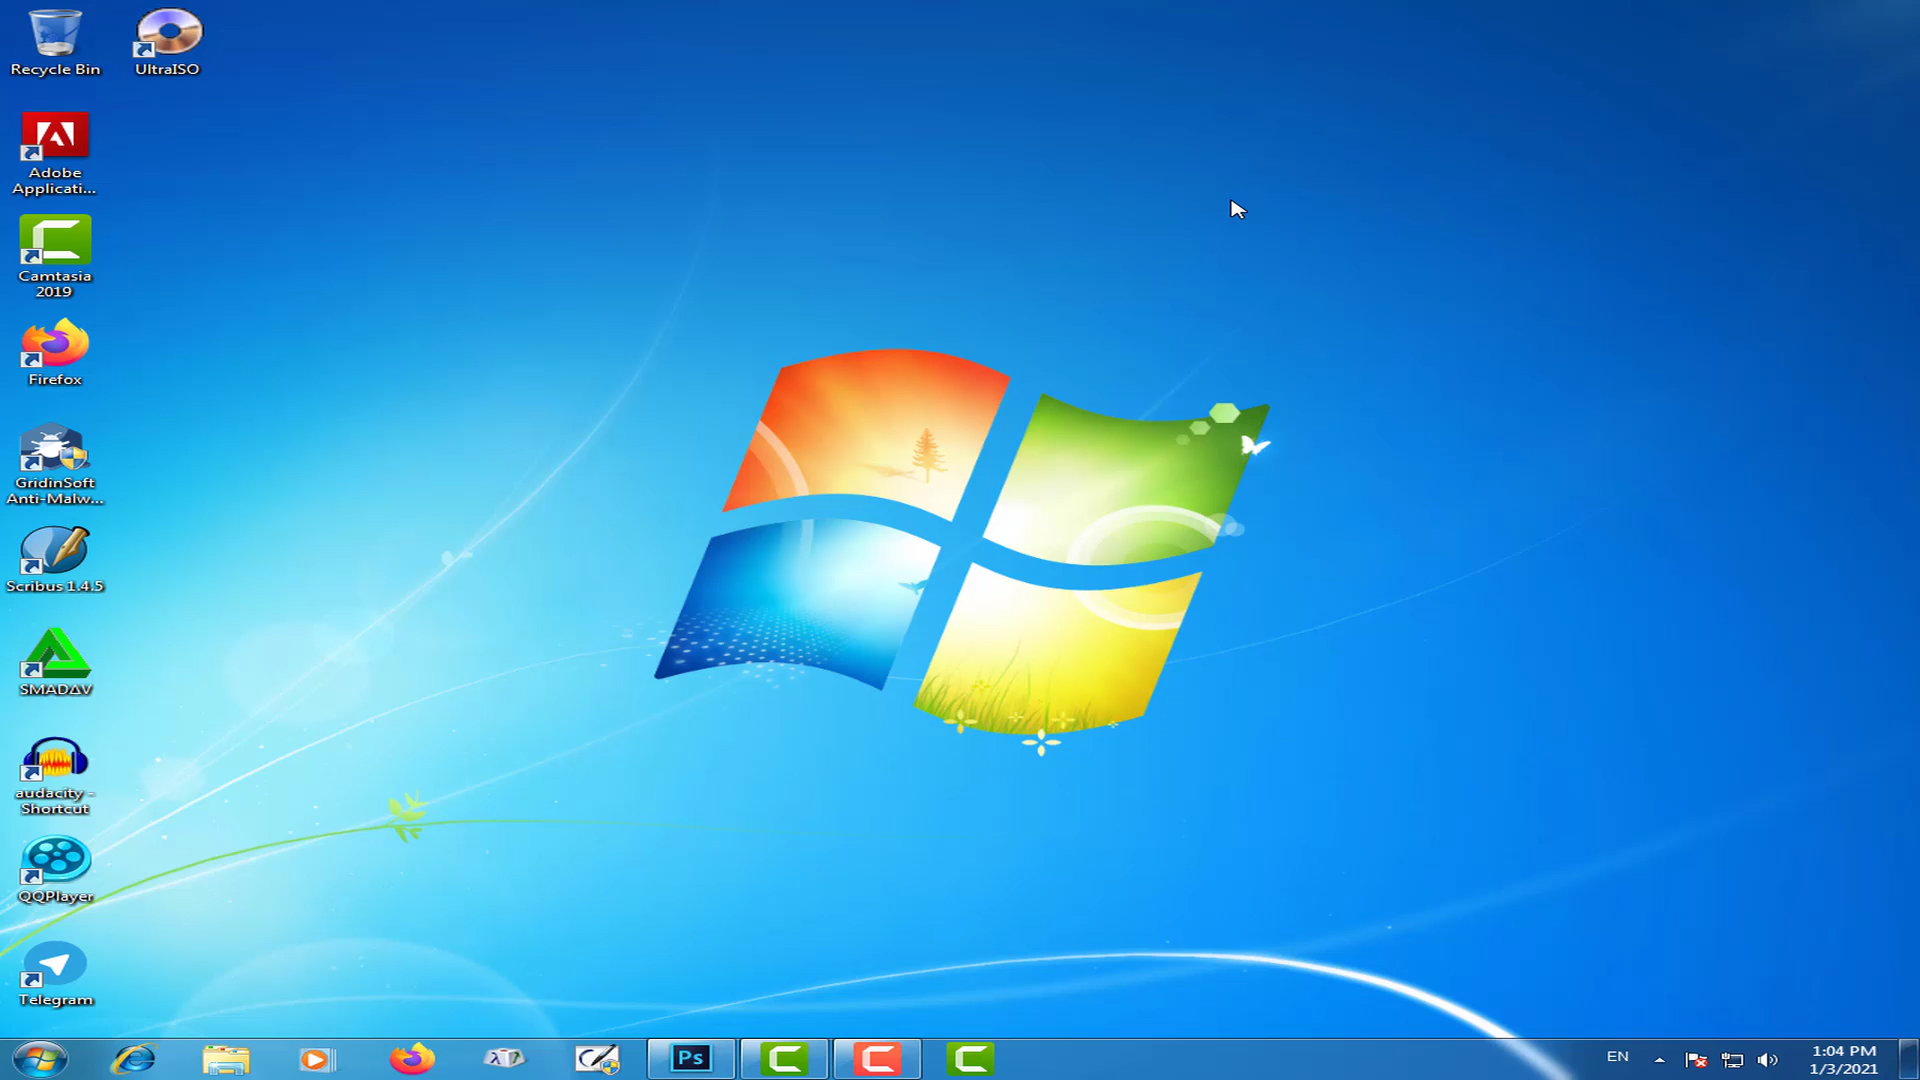 Recycle Bin
UltraISO
Adobe
Applicati...
Camtasia
2019
Firefox
GridinSoft
Anti-Malw...
Scribus 1.4.5
SMADΔV
audacity -
Shortcut
QQPlayer
Telegram
Ps
EN
1:04 PM
1/3/2021